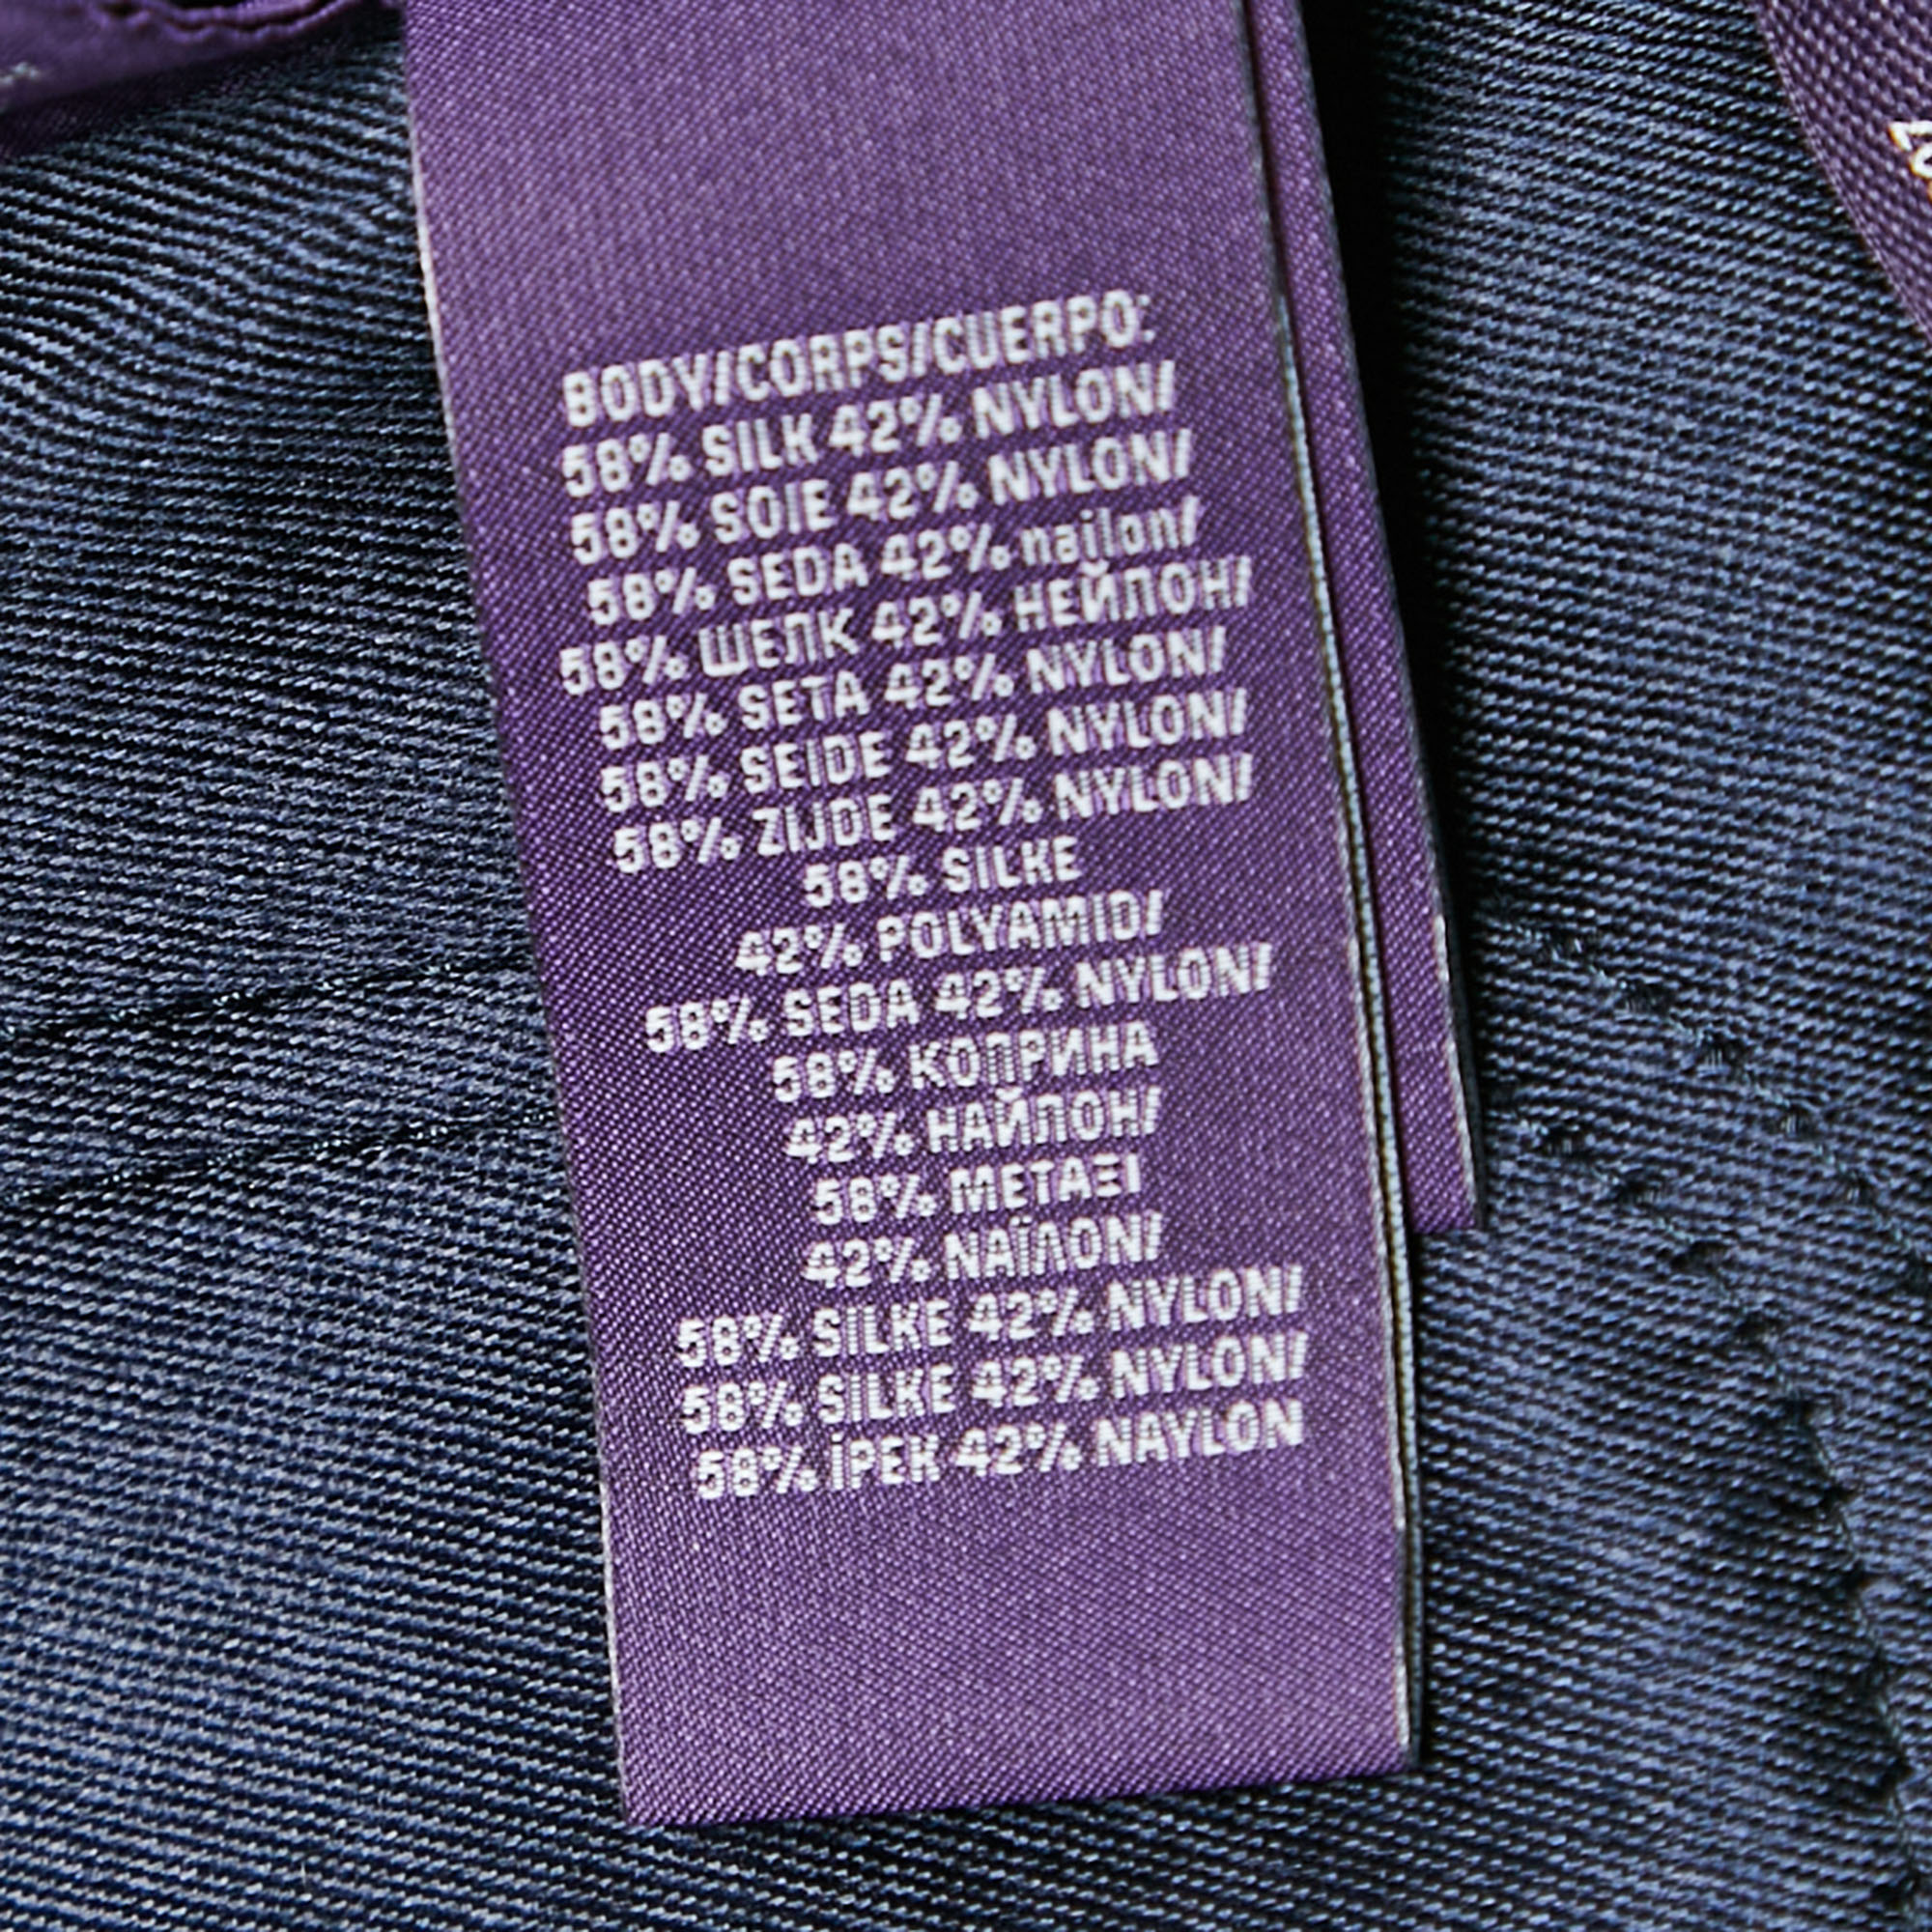 BODY/CORPS/CUERPO:
58% SILK 42% NYLON/
58% SOIE 42% NYLON/
58% SEDA 42% nailon/
58% ШЕЛК 42% НЕЙЛОН/
58% SETA 42% NYLON/
58% SEIDE 42% NYLON/
58% ZIJDE 42% NYLON/
58% SILKE
42% POLYAMID/
58% SEDA 42% NYLON/
58% КОПРИНА
42% НАЙЛОН/
58% ΜΕΤΑΞΙ
42% ΝΑΪΛΟΝ/
58% SILKE 42% NYLON/
58% SILKE 42% NYLON/
58% İPEK 42% NAYLON